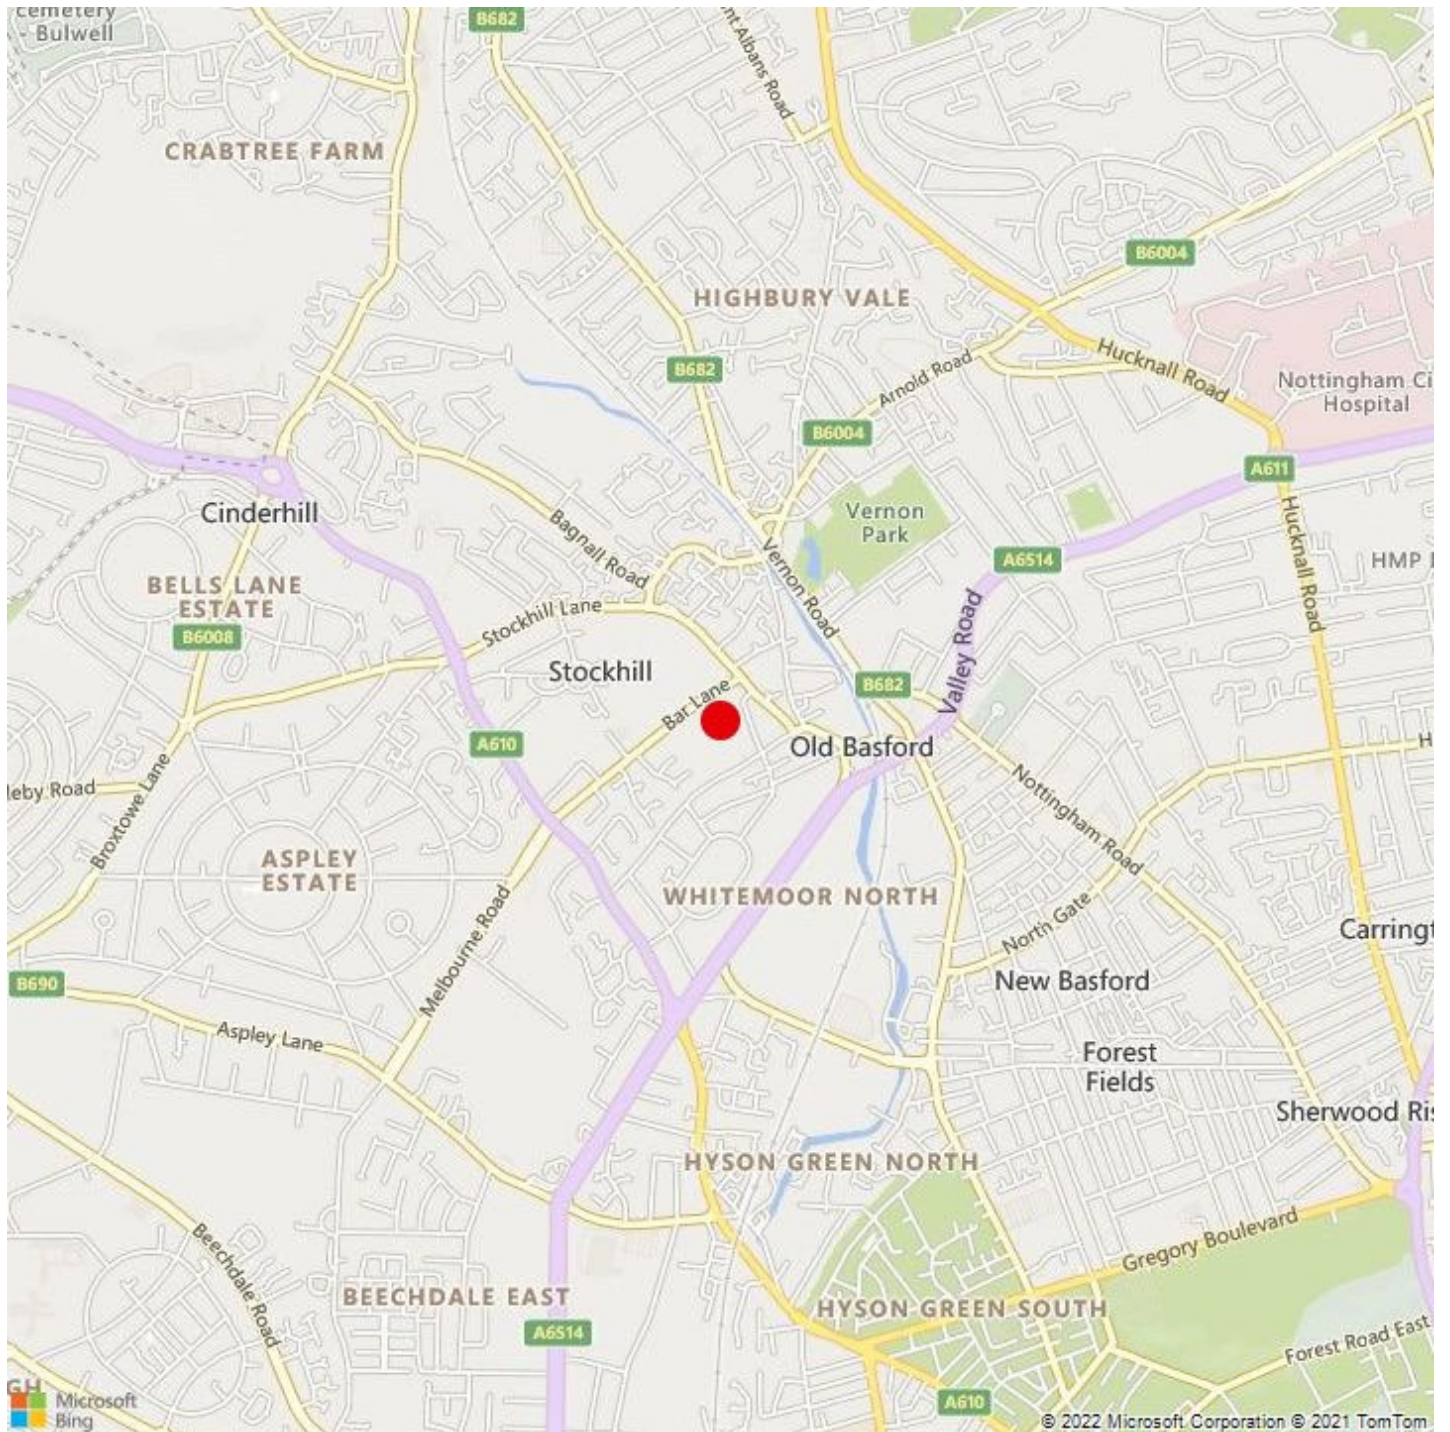 cemetery
- Bulwell
B682
nt Albans Road
CRABTREE FARM
B6004
HIGHBURY VALE
B682
Hucknall Road
Arnold Road
Nottingham Ci
Hospital
B6004
A611
Cinderhill
Vernon
Park
Bagnall Road
Vernon Road
Hucknall Road
A6514
HMP
BELLS LANE
ESTATE
Stockhill Lane
B6008
Valley Road
Stockhill
B682
Bar Lane
A610
Old Basford
H
leby Road
Broxtowe Lane
Nottingham Road
ASPLEY
ESTATE
WHITEMOOR NORTH
Melbourne Road
North Gate
Carringt
B690
New Basford
Aspley Lane
Forest
Fields
Sherwood Ris
HYSON GREEN NORTH
Beechdale Road
Gregory Boulevard
BEECHDALE EAST
HYSON GREEN SOUTH
A6514
Forest Road East
GH
Microsoft
Bing
A610
© 2022 Microsoft Corporation © 2021 TomTom